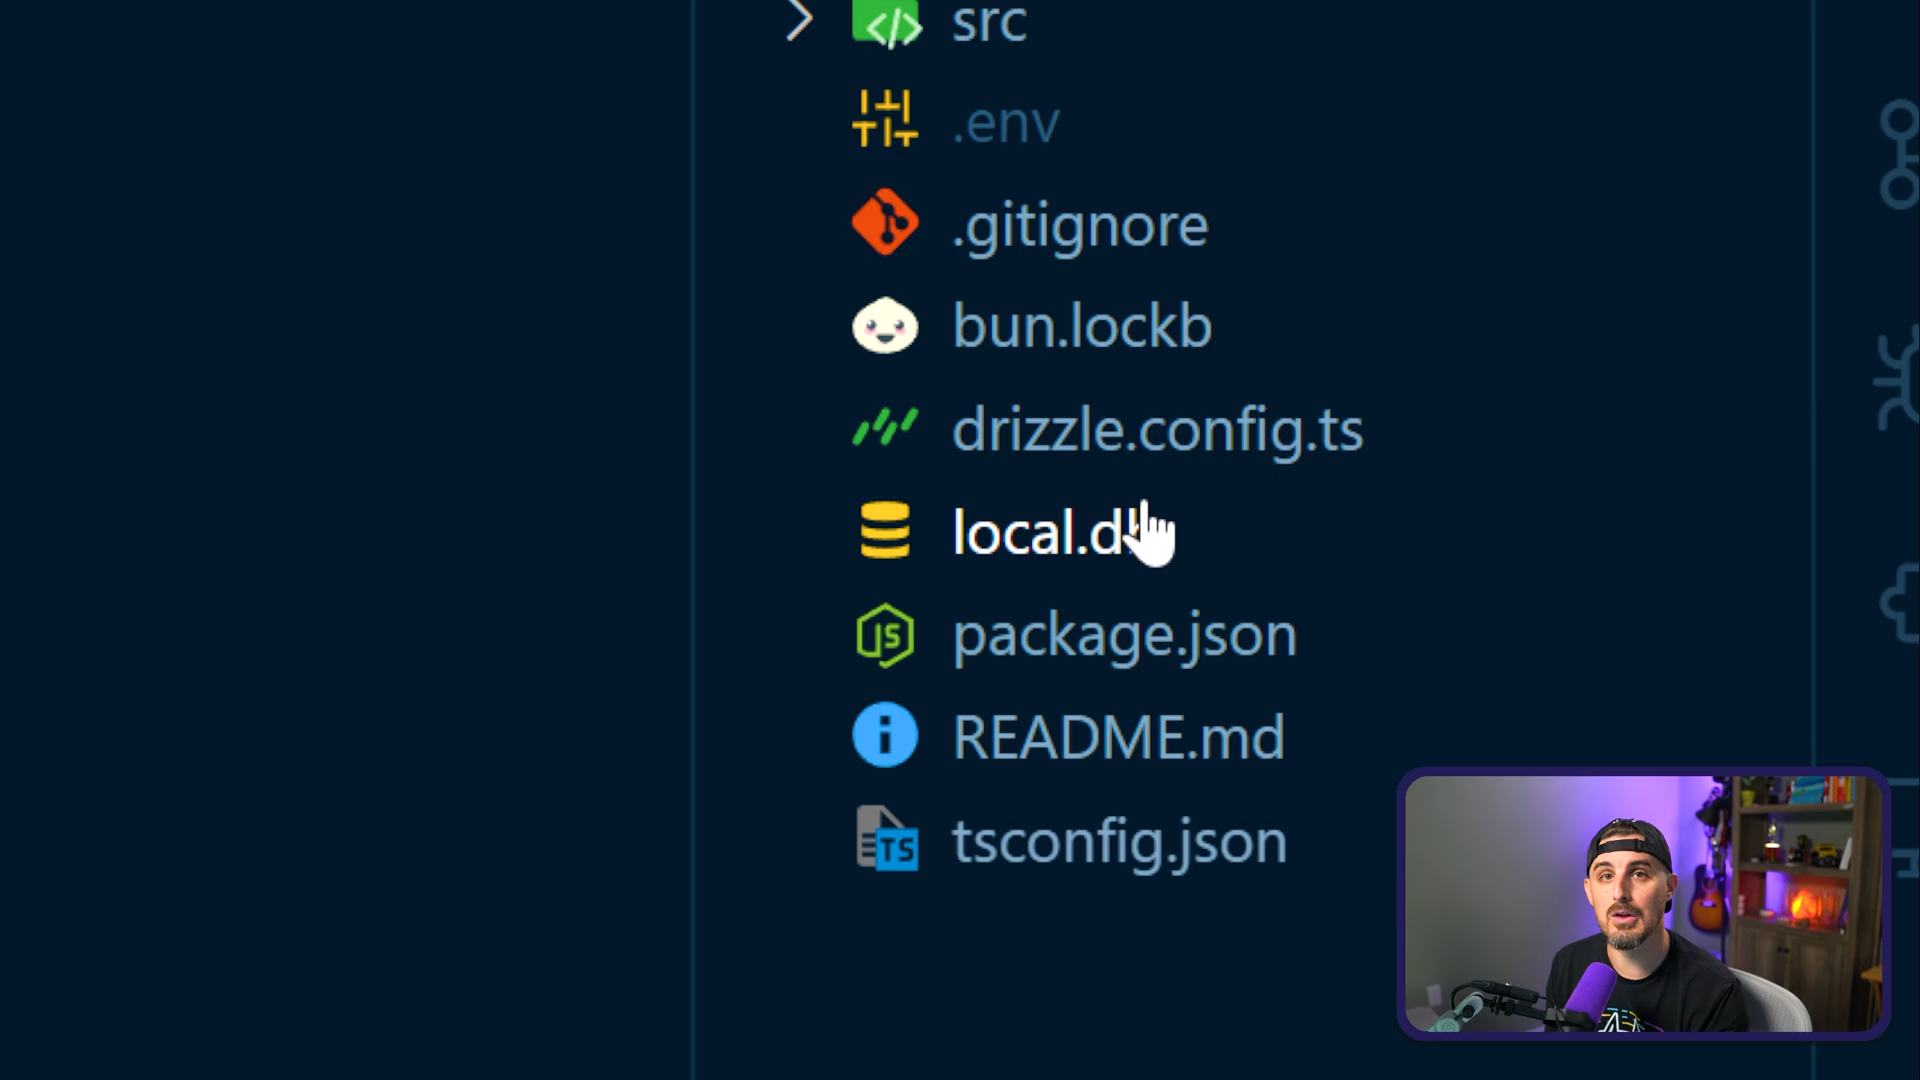 src
.env
.gitignore
bun.lockb
drizzle.config.ts
local.d
package.json
README.md
tsconfig.json